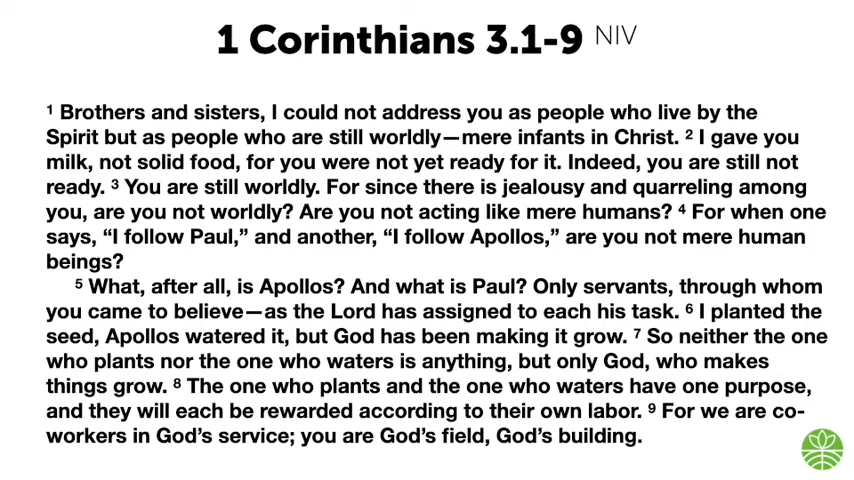 1 Corinthians 3.1-9 NIV
1 Brothers and sisters, I could not address you as people who live by the
Spirit but as people who are still worldly—mere infants in Christ. 2 I gave you
milk, not solid food, for you were not yet ready for it. Indeed, you are still not
ready. 3 You are still worldly. For since there is jealousy and quarreling among
you, are you not worldly? Are you not acting like mere humans? 4 For when one
says, “I follow Paul,” and another, “I follow Apollos,” are you not mere human
beings?
5 What, after all, is Apollos? And what is Paul? Only servants, through whom
you came to believe—as the Lord has assigned to each his task. 6 I planted the
seed, Apollos watered it, but God has been making it grow. 7 So neither the one
who plants nor the one who waters is anything, but only God, who makes
things grow. 8 The one who plants and the one who waters have one purpose,
and they will each be rewarded according to their own labor. 9 For we are co-
workers in God’s service; you are God’s field, God’s building.